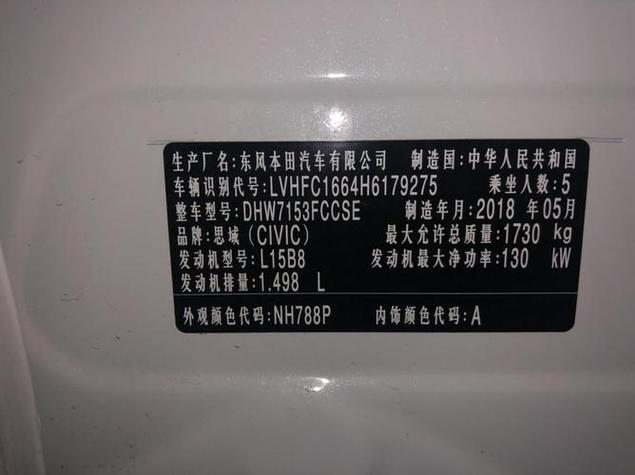 生产厂名:东风本田汽车有限公司 制造国:中华人民共和国
车辆识别代号:LVHFC1664H6179275 乘坐人数:5
整车型号:DHW7153FCCSE 制造年月:2018 年05月
品牌:思域(CIVIC) 最大允许总质量:1730 kg
发动机型号:L15B8 发动机最大净功率:130 kW
发动机排量:1.498 L
外观颜色代码:NH788P 内饰颜色代码:A